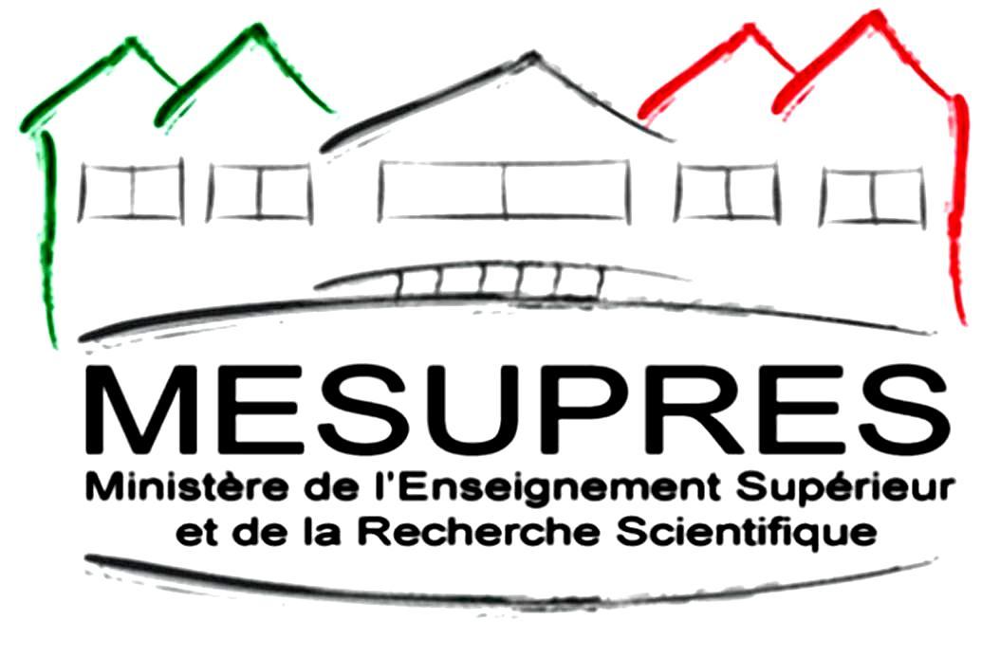 MESUPRES
Ministère de l'Enseignement Supérieur
et de la Recherche Scientifique